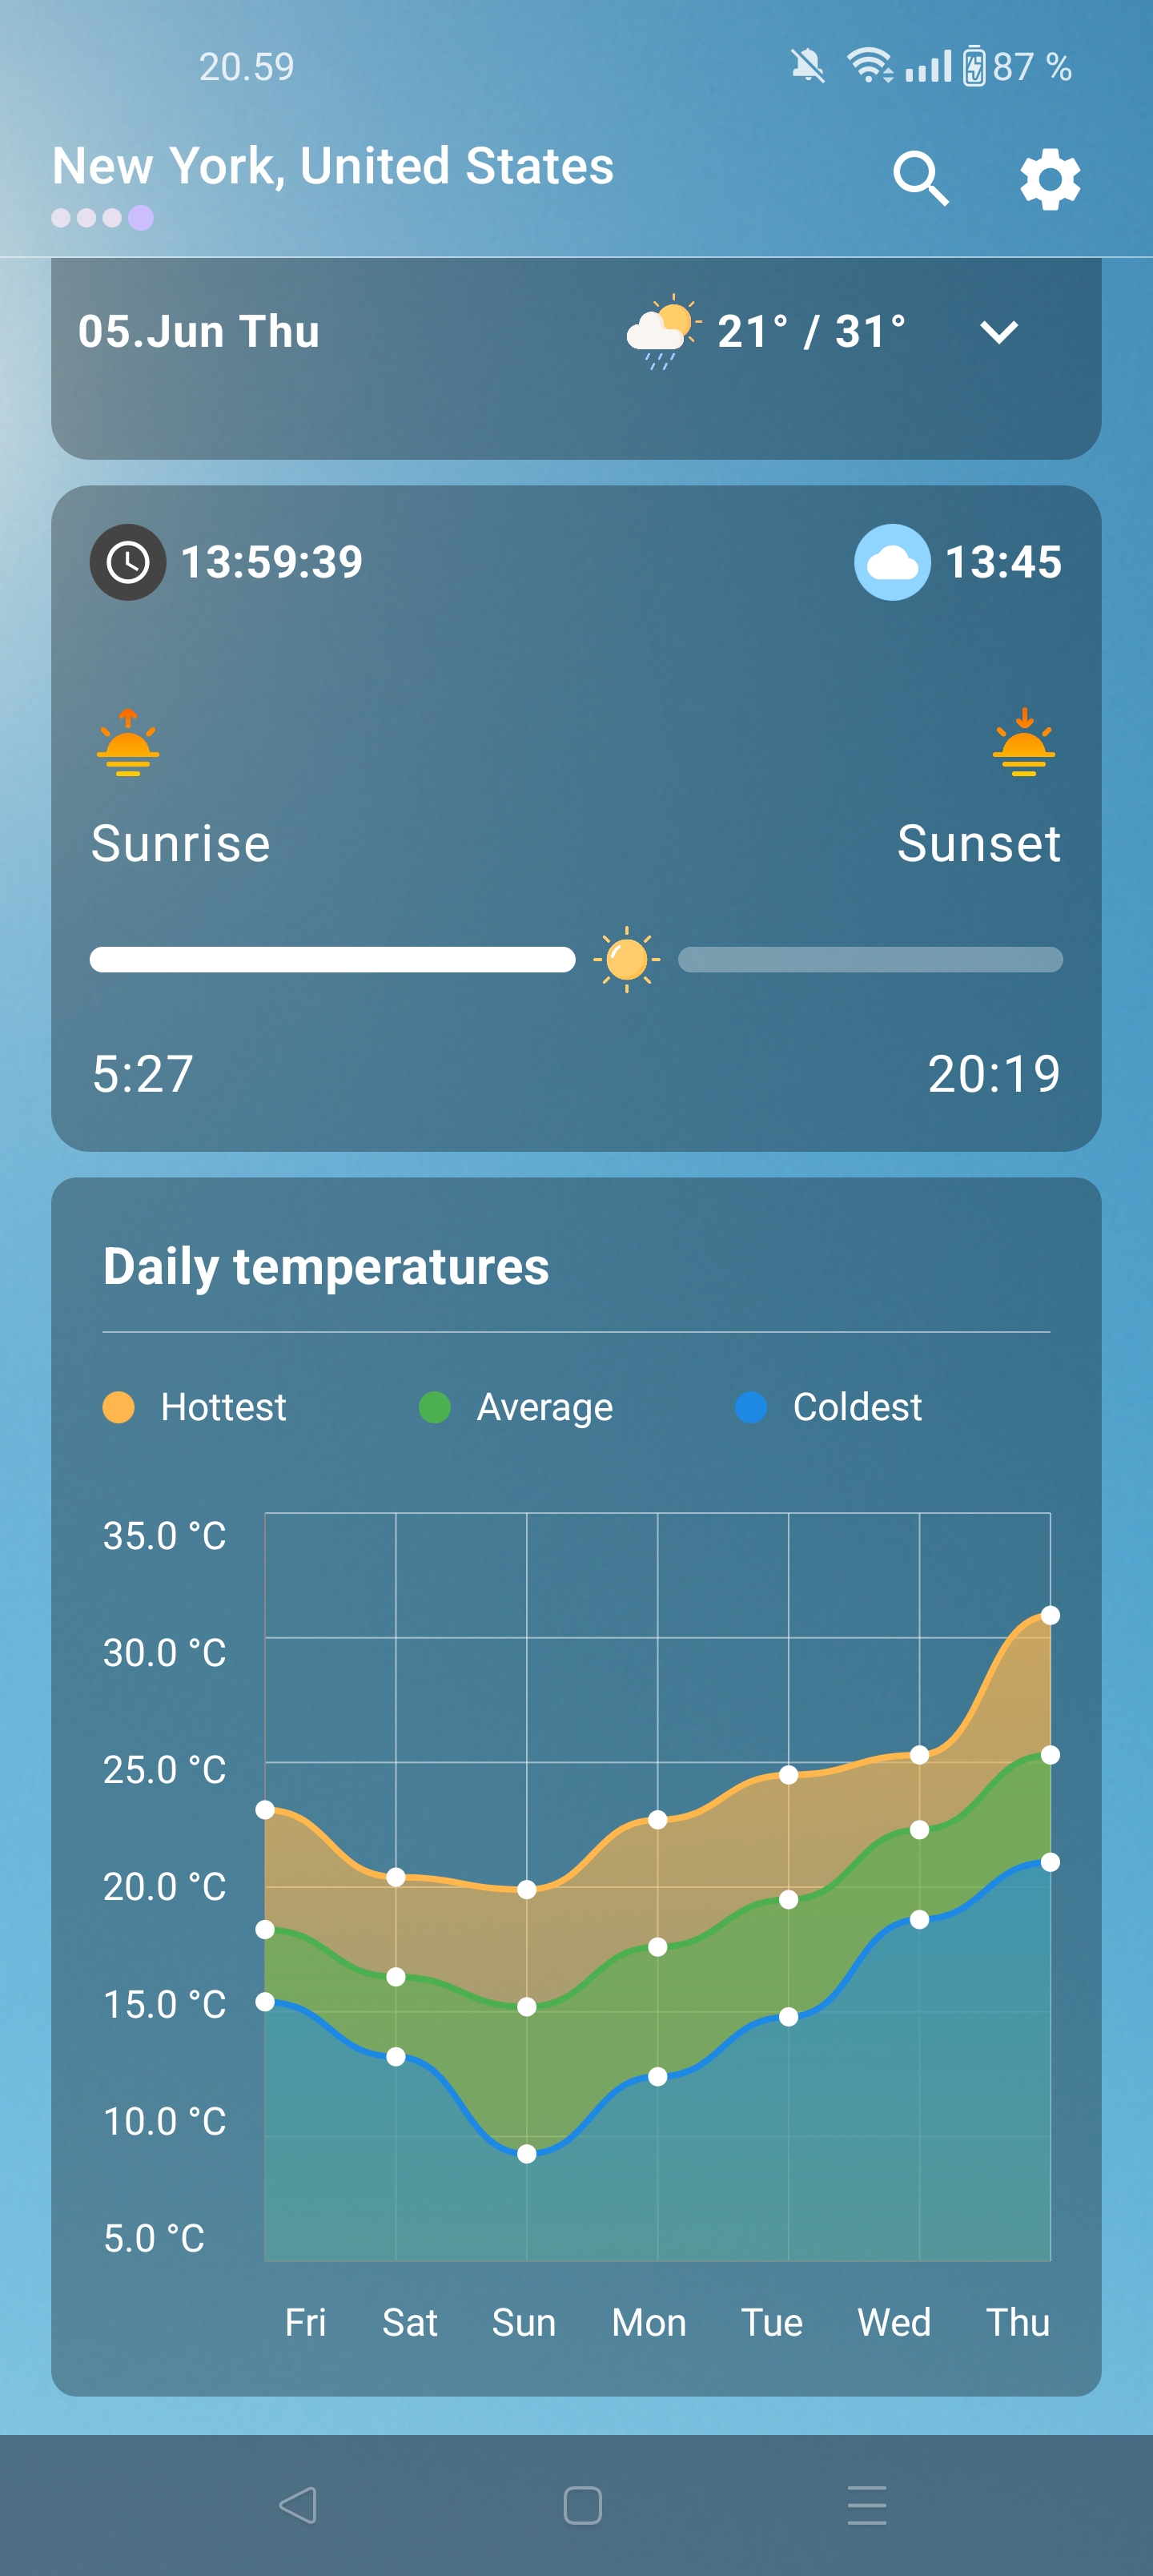 20.59
87 %
New York, United States
05.Jun Thu
21° / 31°
13:59:39
13:45
Sunrise
Sunset
5:27
20:19
Daily temperatures
Hottest
Average
Coldest
35.0 °C
30.0 °C
25.0 °C
20.0 °C
15.0 °C
10.0 °C
5.0 °C
Fri Sat Sun Mon Tue Wed Thu